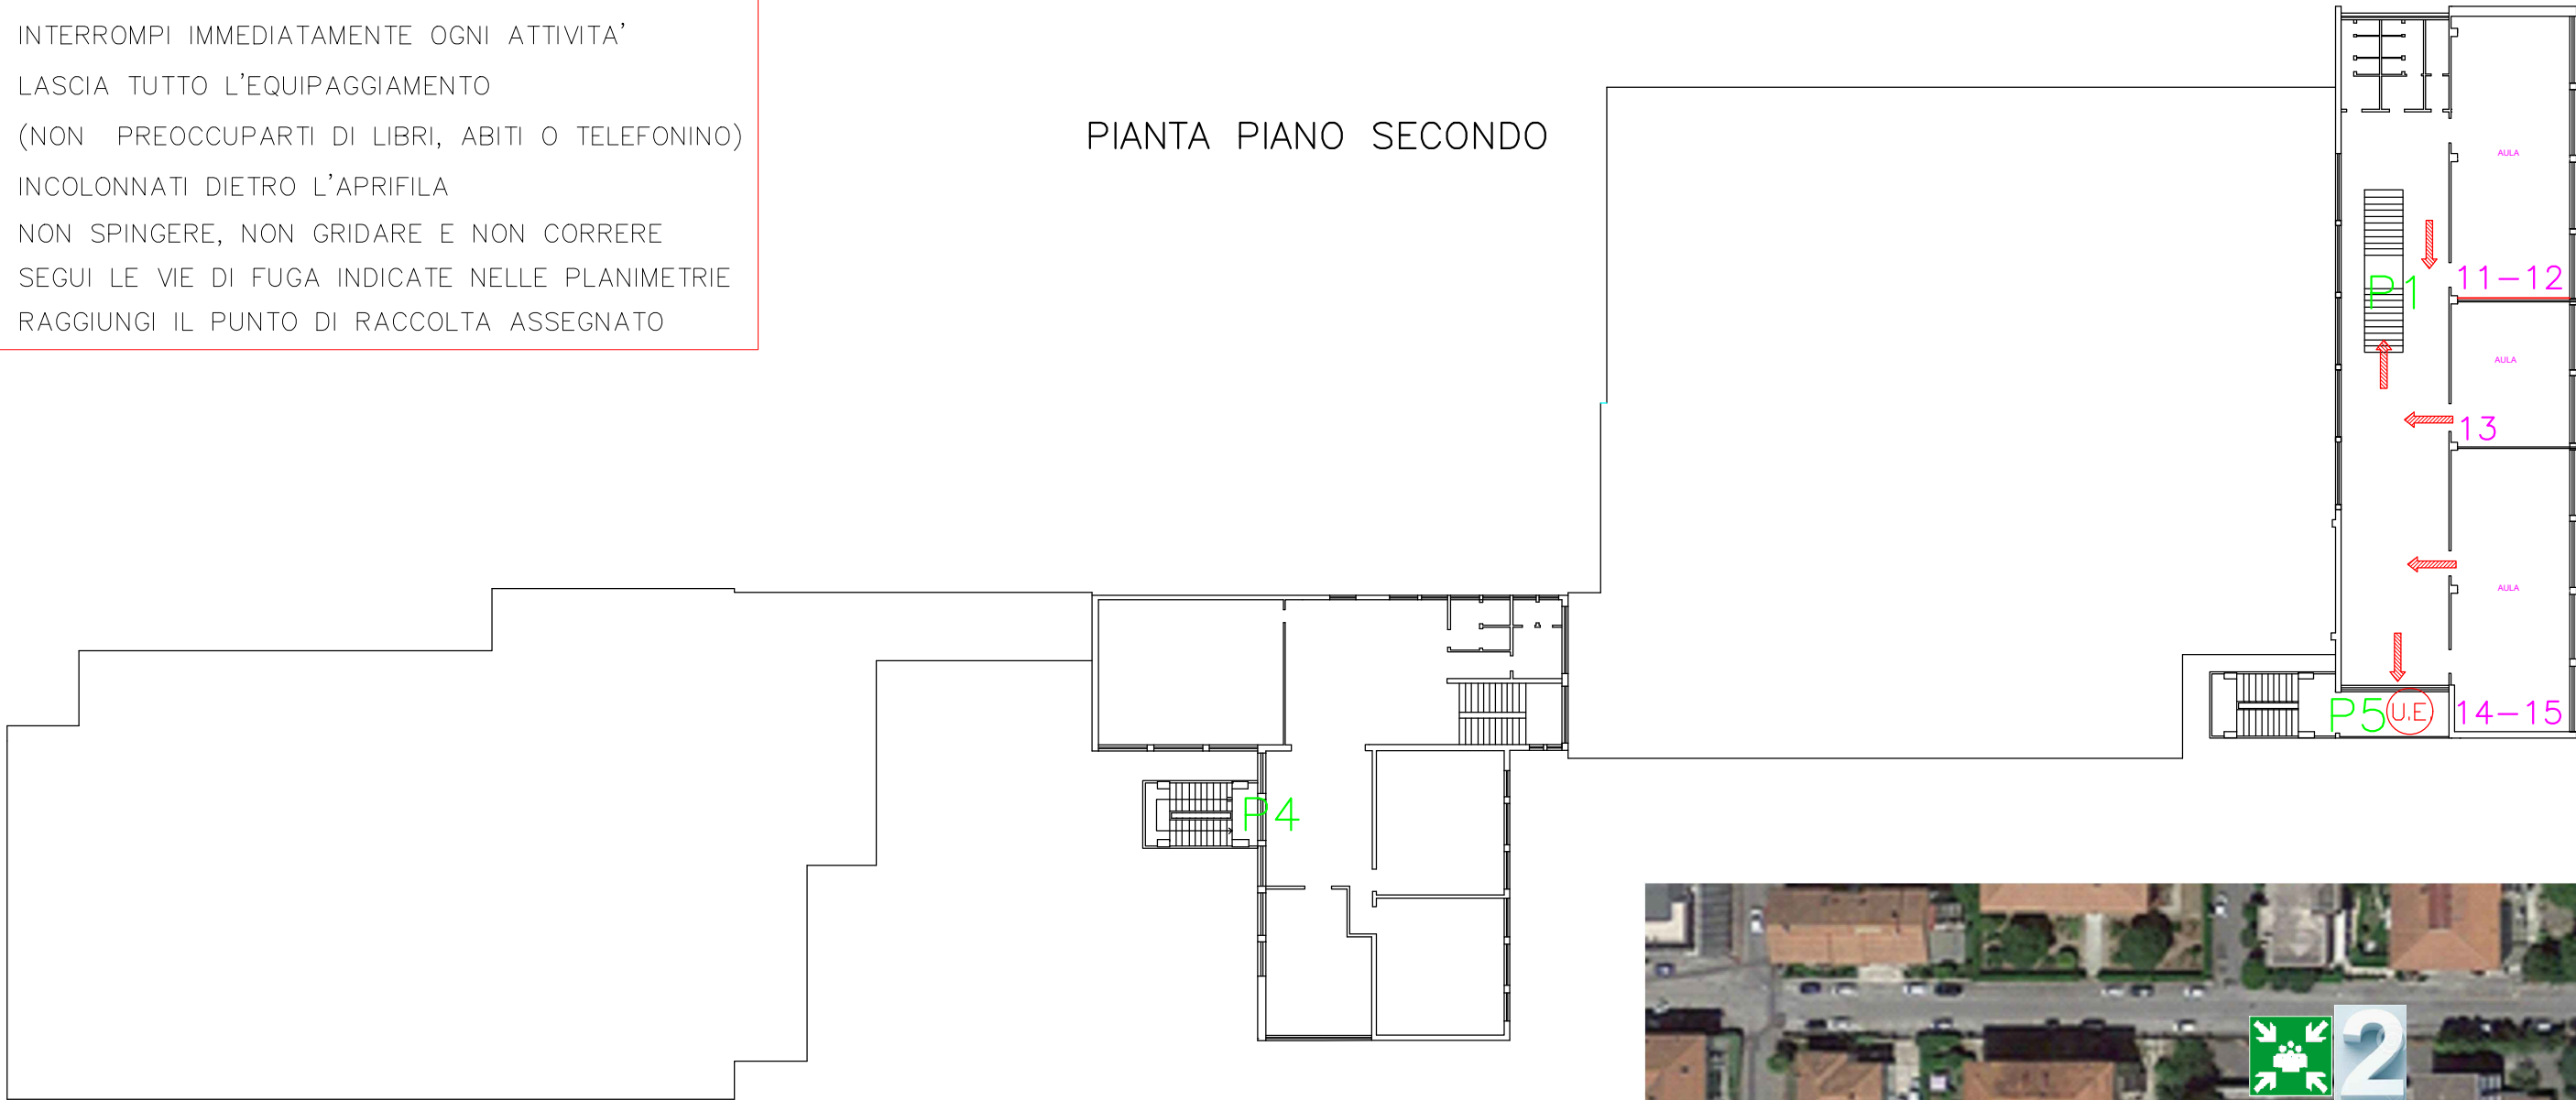 INTERROMPI IMMEDIATAMENTE OGNI ATTIVITA'
LASCIA TUTTO L'EQUIPAGGIAMENTO
(NON PREOCCUPARTI DI LIBRI, ABITI O TELEFONINO)
INCOLONNATI DIETRO L'APRIFILA
NON SPINGERE, NON GRIDARE E NON CORRERE
SEGUI LE VIE DI FUGA INDICATE NELLE PLANIMETRIE
RAGGIUNGI IL PUNTO DI RACCOLTA ASSEGNATO
PIANTA PIANO SECONDO
AULA
P1
11-12
AULA
13
AULA
P5
U.E.
14-15
P4
2